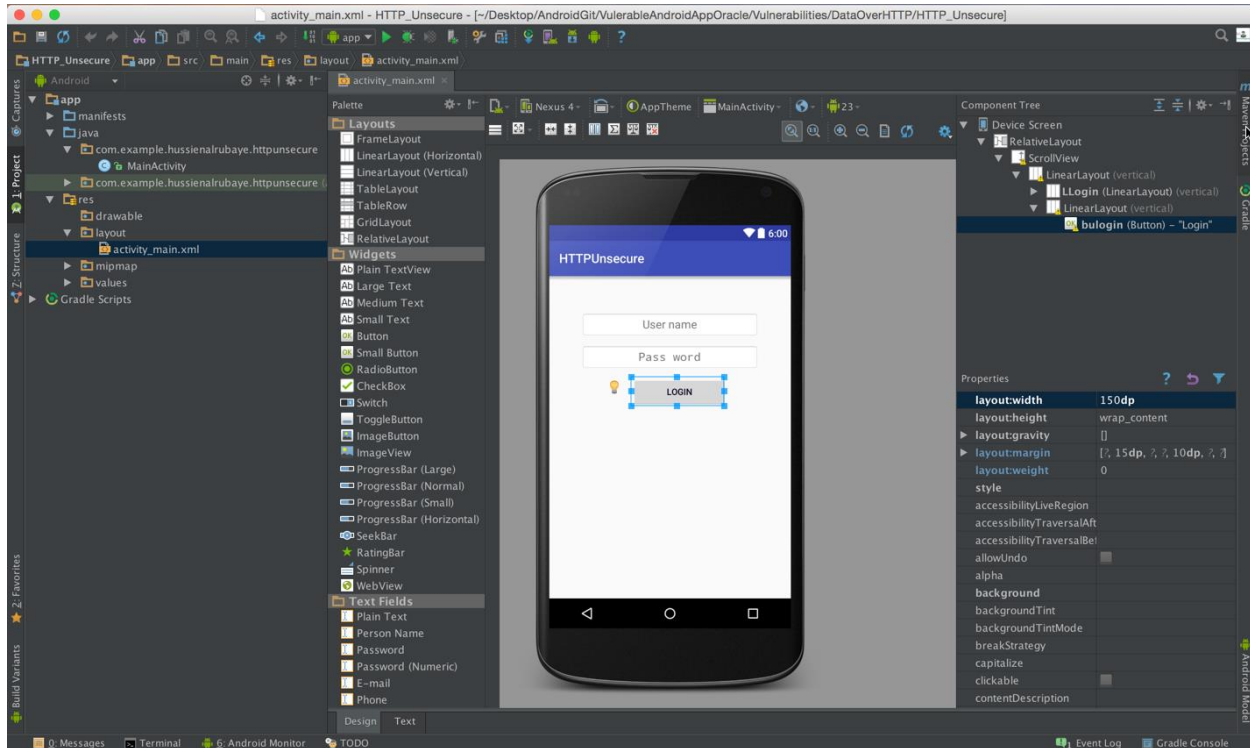 activity_main.xml - HTTP_Unsecure - [~/Desktop/AndroidGit/VulerableAndroidAppOracle/Vulnerabilities/DataOverHTTP/HTTP_Unsecure]
app
?
HTTP_Unsecure app src main res layout activity_main.xml
Captures
1: Project
Z: Structure
2: Favorites
Build Variants
Android
app
manifests
java
com.example.hussienalrubaye.httpunsecure
MainActivity
com.example.hussienalrubaye.httpunsecure (
res
drawable
layout
activity_main.xml
mipmap
values
Gradle Scripts
activity_main.xml
Palette
Layouts
FrameLayout
LinearLayout (Horizontal)
LinearLayout (Vertical)
TableLayout
TableRow
GridLayout
RelativeLayout
Widgets
Ab Plain TextView
Ab Large Text
Ab Medium Text
Ab Small Text
OK Button
OK Small Button
RadioButton
CheckBox
Switch
ToggleButton
ImageButton
ImageView
ProgressBar (Large)
ProgressBar (Normal)
ProgressBar (Small)
ProgressBar (Horizontal)
SeekBar
RatingBar
Spinner
WebView
Text Fields
Plain Text
Person Name
Password
Password (Numeric)
E-mail
Phone
Design Text
Nexus 4 AppTheme MainActivity 23
6:00
HTTPUnsecure
User name
Pass word
LOGIN
Component Tree
Device Screen
RelativeLayout
ScrollView
LinearLayout (vertical)
LLogin (LinearLayout) (vertical)
LinearLayout (vertical)
bulogin (Button) - "Login"
Properties ?
layout:width 150dp
layout:height wrap_content
layout:gravity []
layout:margin [?, 15dp, ?, ?, 10dp, ?, ?]
layout:weight 0
style
accessibilityLiveRegion
accessibilityTraversalAft
accessibilityTraversalBef
allowUndo
alpha
background
backgroundTint
backgroundTintMode
breakStrategy
capitalize
clickable
contentDescription
Maven Projects
Gradle
Android Model
0: Messages Terminal 6: Android Monitor TODO
1 Event Log Gradle Console